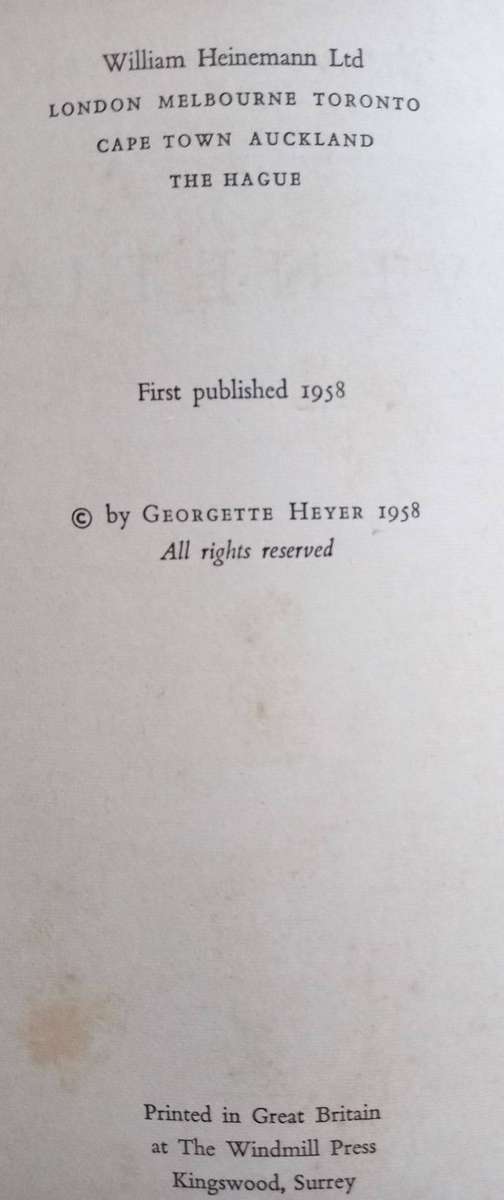 William Heinemann Ltd
LONDON MELBOURNE TORONTO
CAPE TOWN AUCKLAND
THE HAGUE
First published 1958
© by GEORGETTE HEYER 1958
All rights reserved
Printed in Great Britain
at The Windmill Press
Kingswood, Surrey